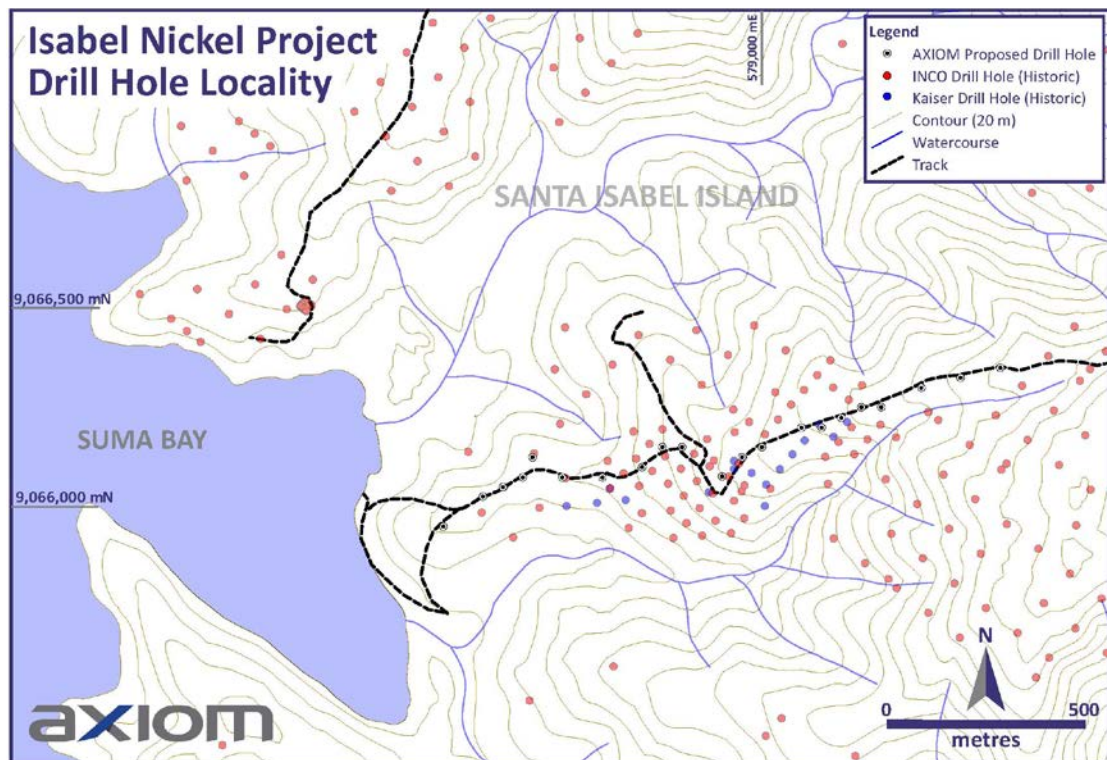 Isabel Nickel Project
Drill Hole Locality
579,000 mE
Legend
AXIOM Proposed Drill Hole
INCO Drill Hole (Historic)
Kaiser Drill Hole (Historic)
Contour (20 m)
Watercourse
Track
SANTA ISABEL ISLAND
9,066,500 mN
SUMA BAY
9,066,000 mN
N
axiom
0 500
metres